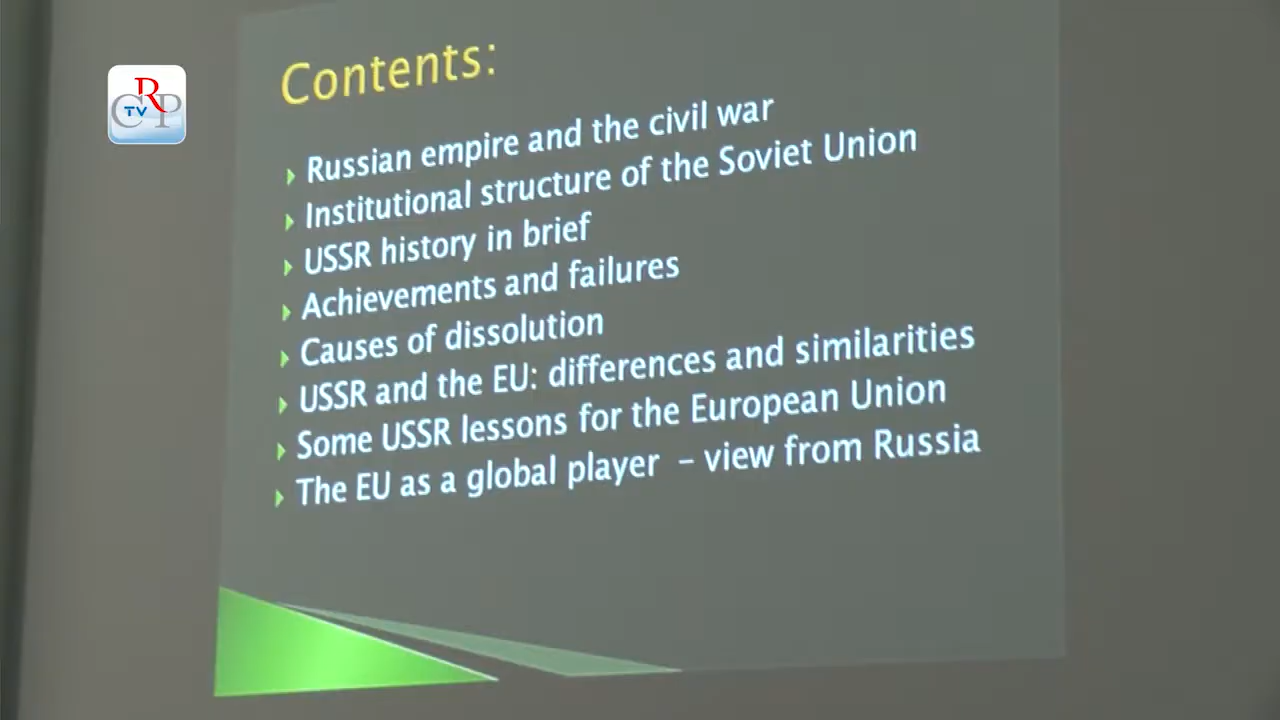 CRP
TV
Contents:
Russian empire and the civil war
Institutional structure of the Soviet Union
USSR history in brief
Achievements and failures
Causes of dissolution
USSR and the EU: differences and similarities
Some USSR lessons for the European Union
The EU as a global player – view from Russia